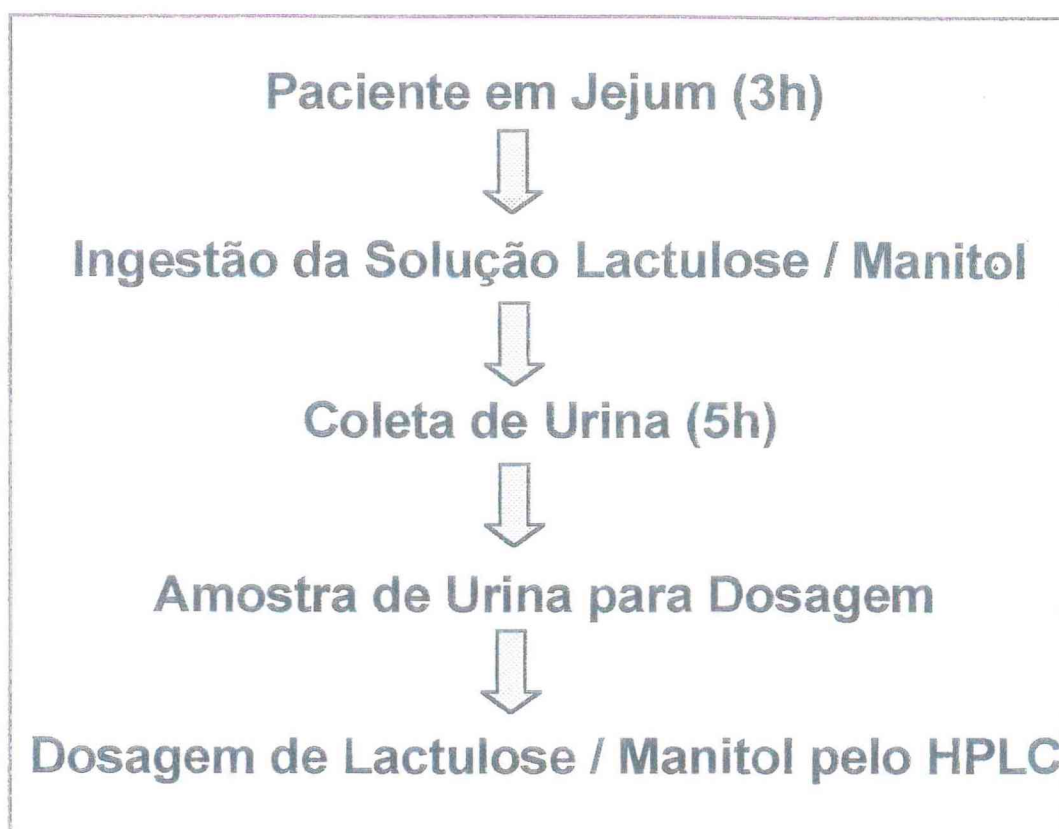 Paciente em Jejum (3h)
Ingestão da Solução Lactulose / Manitol
Coleta de Urina (5h)
Amostra de Urina para Dosagem
Dosagem de Lactulose / Manitol pelo HPLC